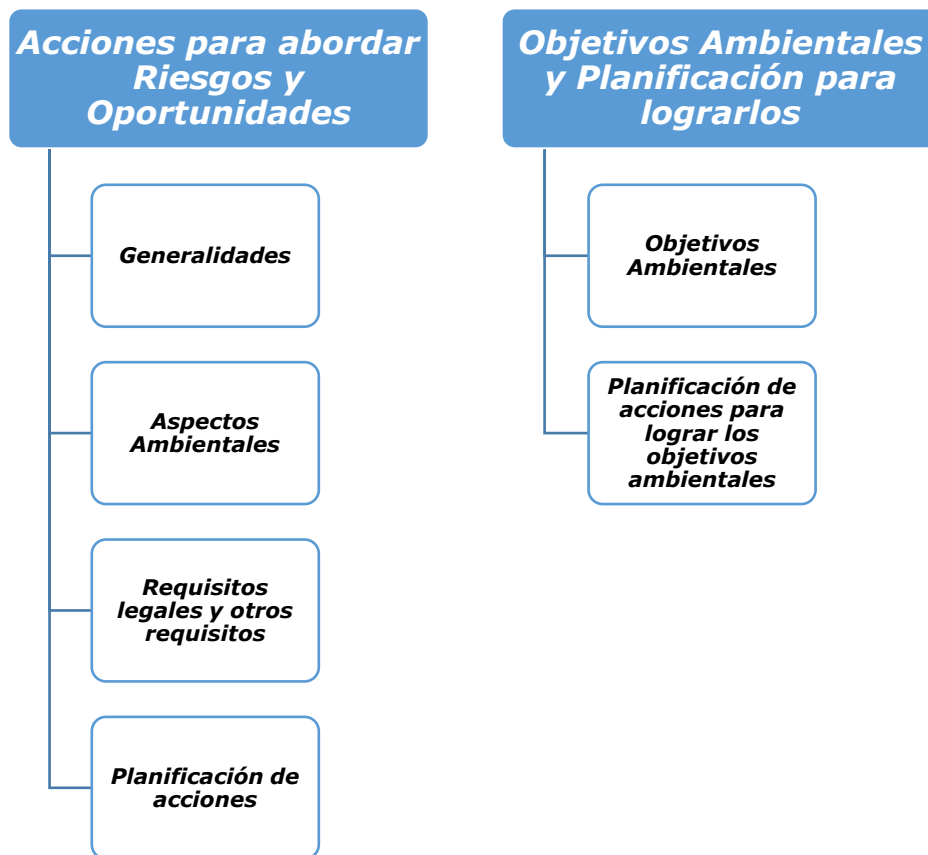 Acciones para abordar
Riesgos y
Oportunidades
Generalidades
Aspectos
Ambientales
Requisitos
legales y otros
requisitos
Planificación de
acciones
Objetivos Ambientales
y Planificación para
lograrlos
Objetivos
Ambientales
Planificación de
acciones para
lograr los
objetivos
ambientales